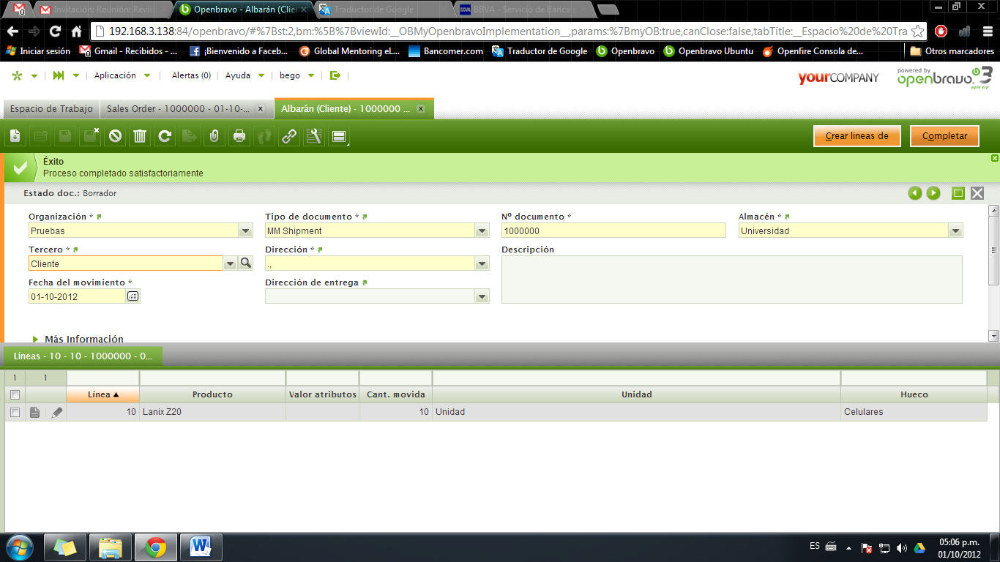 Invitación: Reunión: Revis
Openbravo - Albarán (Clie
Traductor de Google
BBVA - Servicio de Banca e
192.168.3.138:84/openbravo/#%7Bst:2,bm:%5B%7BviewId:__OBMyOpenbravoImplementation__,params:%7BmyOB:true,canClose:false,tabTitle:__Espacio%20de%20Tra
Iniciar sesión
Gmail - Recibidos - ...
¡Bienvenido a Faceb...
Global Mentoring eL...
Bancomer.com
Traductor de Google
Openbravo
Openbravo Ubuntu
Openfire Consola de...
Otros marcadores
Aplicación
Alertas (0)
Ayuda
bego
yourCOMPANY
powered by
openbravo 3
agile erp
Espacio de Trabajo
Sales Order - 1000000 - 01-10-...
Albarán (Cliente) - 1000000 ...
Crear lineas de
Completar
Éxito
Proceso completado satisfactoriamente
Estado doc.: Borrador
Organización *
Tipo de documento *
Nº documento *
Almacén *
Pruebas
MM Shipment
1000000
Universidad
Tercero *
Dirección *
Descripción
Cliente
.,
Fecha del movimiento *
Dirección de entrega
01-10-2012
Más Información
Lineas - 10 - 10 - 1000000 - 0...
1
1
Línea
Producto
Valor atributos
Cant. movida
Unidad
Hueco
10
Lanix Z20
10
Unidad
Celulares
ES
05:06 p.m.
01/10/2012